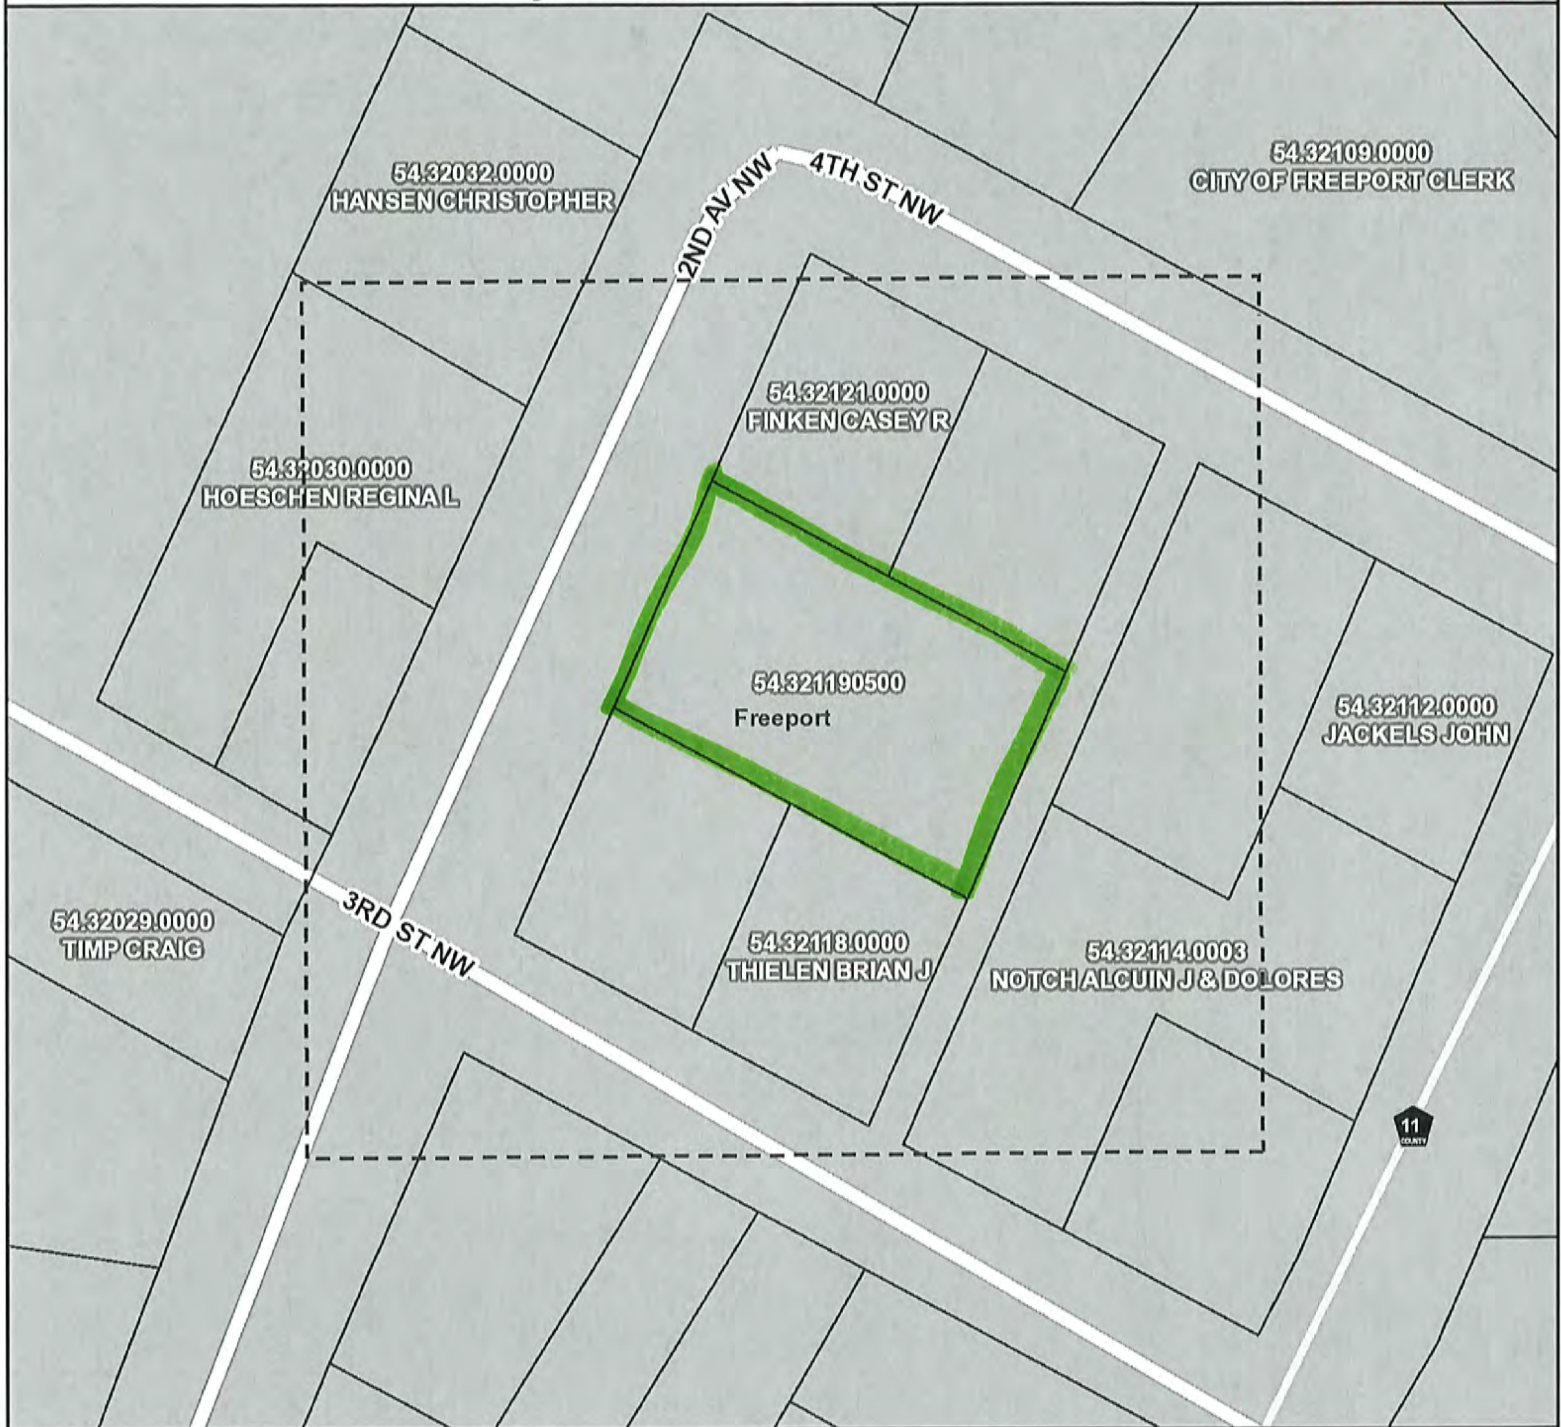 54.32032.0000
HANSEN CHRISTOPHER
2ND AV NW
4TH ST NW
54.32109.0000
CITY OF FREEPORT CLERK
54.32121.0000
FINKEN CASEY R
54.32030.0000
HOESCHEN REGINA L
54.321190500
Freeport
54.32112.0000
JACKELS JOHN
54.32029.0000
TIMP CRAIG
3RD ST NW
54.32118.0000
THIELEN BRIAN J
54.32114.0003
NOTCH ALCUIN J & DOLORES
11
COUNTY